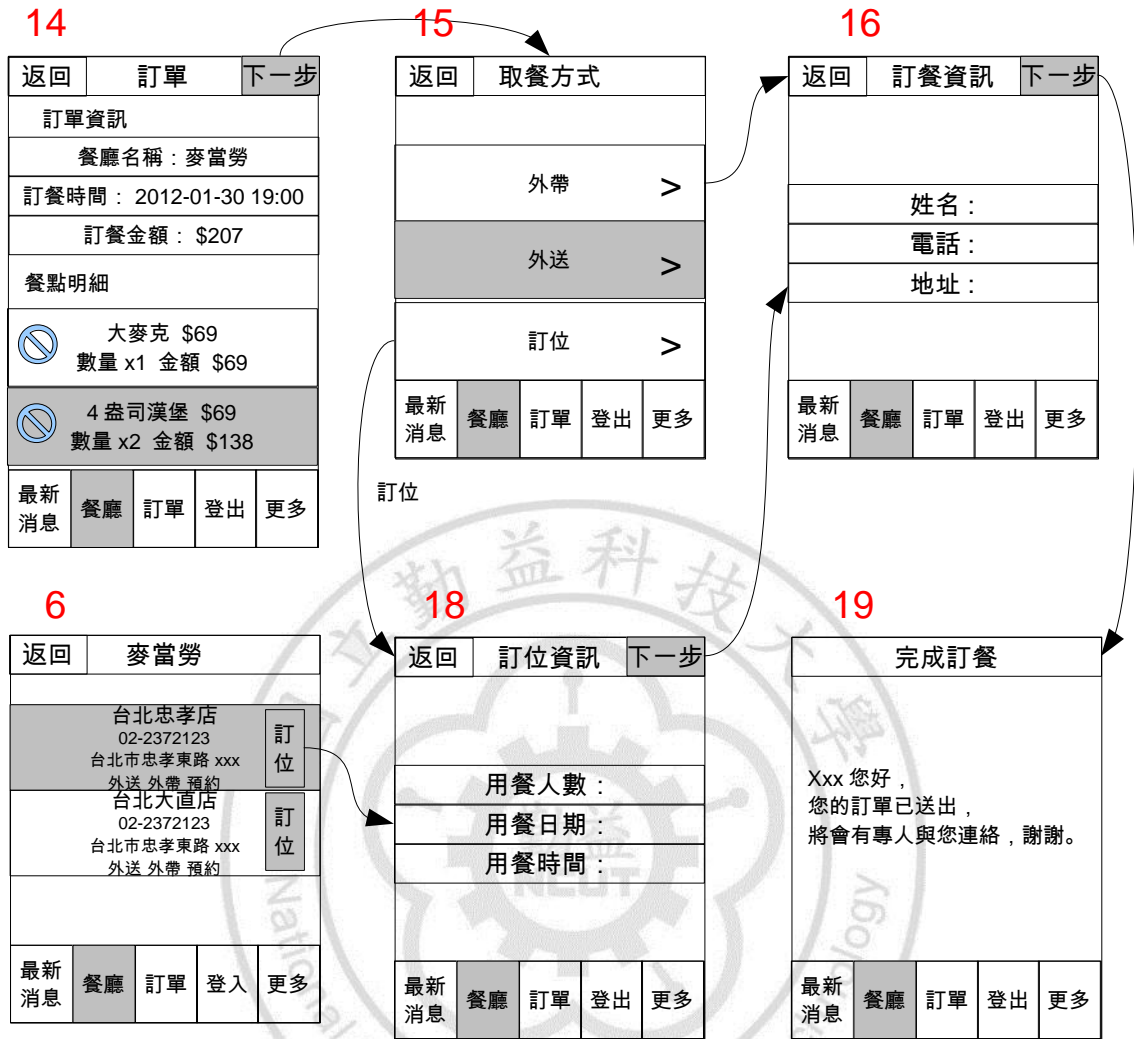 14
返回 訂單 下一步
訂單資訊
餐廳名稱：麥當勞
訂餐時間： 2012-01-30 19:00
訂餐金額： $207
餐點明細
大麥克 $69
數量 x1 金額 $69
4 盎司漢堡 $69
數量 x2 金額 $138
最新
消息
餐廳 訂單 登出 更多
15
返回 取餐方式
外帶 >
外送 >
訂位 >
最新
消息
餐廳 訂單 登出 更多
訂位
16
返回 訂餐資訊 下一步
姓名：
電話：
地址：
最新
消息
餐廳 訂單 登出 更多
6
返回 麥當勞
台北忠孝店
02-2372123
台北市忠孝東路 xxx
外送 外帶 預約
訂
位
台北大直店
02-2372123
台北市忠孝東路 xxx
外送 外帶 預約
訂
位
最新
消息
餐廳 訂單 登入 更多
18
返回 訂位資訊 下一步
用餐人數：
用餐日期：
用餐時間：
最新
消息
餐廳 訂單 登出 更多
19
完成訂餐
Xxx 您好，
您的訂單已送出，
將會有專人與您連絡，謝謝。
最新
消息
餐廳 訂單 登出 更多
勤益科技大學
勤益
NCUT
National